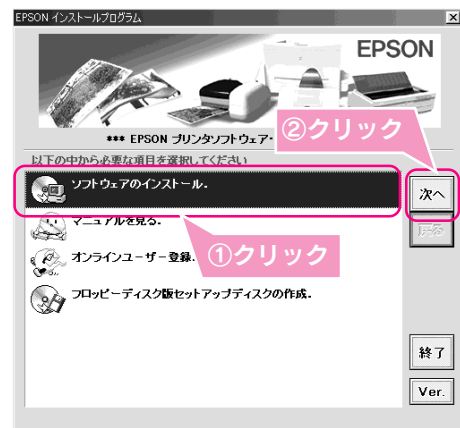 EPSON インストールプログラム
EPSON
*** EPSON プリンタソフトウェア・
②クリック
以下の中から必要な項目を選択してください
ソフトウェアのインストール.
次へ
マニュアルを見る.
戻る
オンラインユーザー登録.
①クリック
フロッピーディスク版セットアップディスクの作成.
終了
Ver.